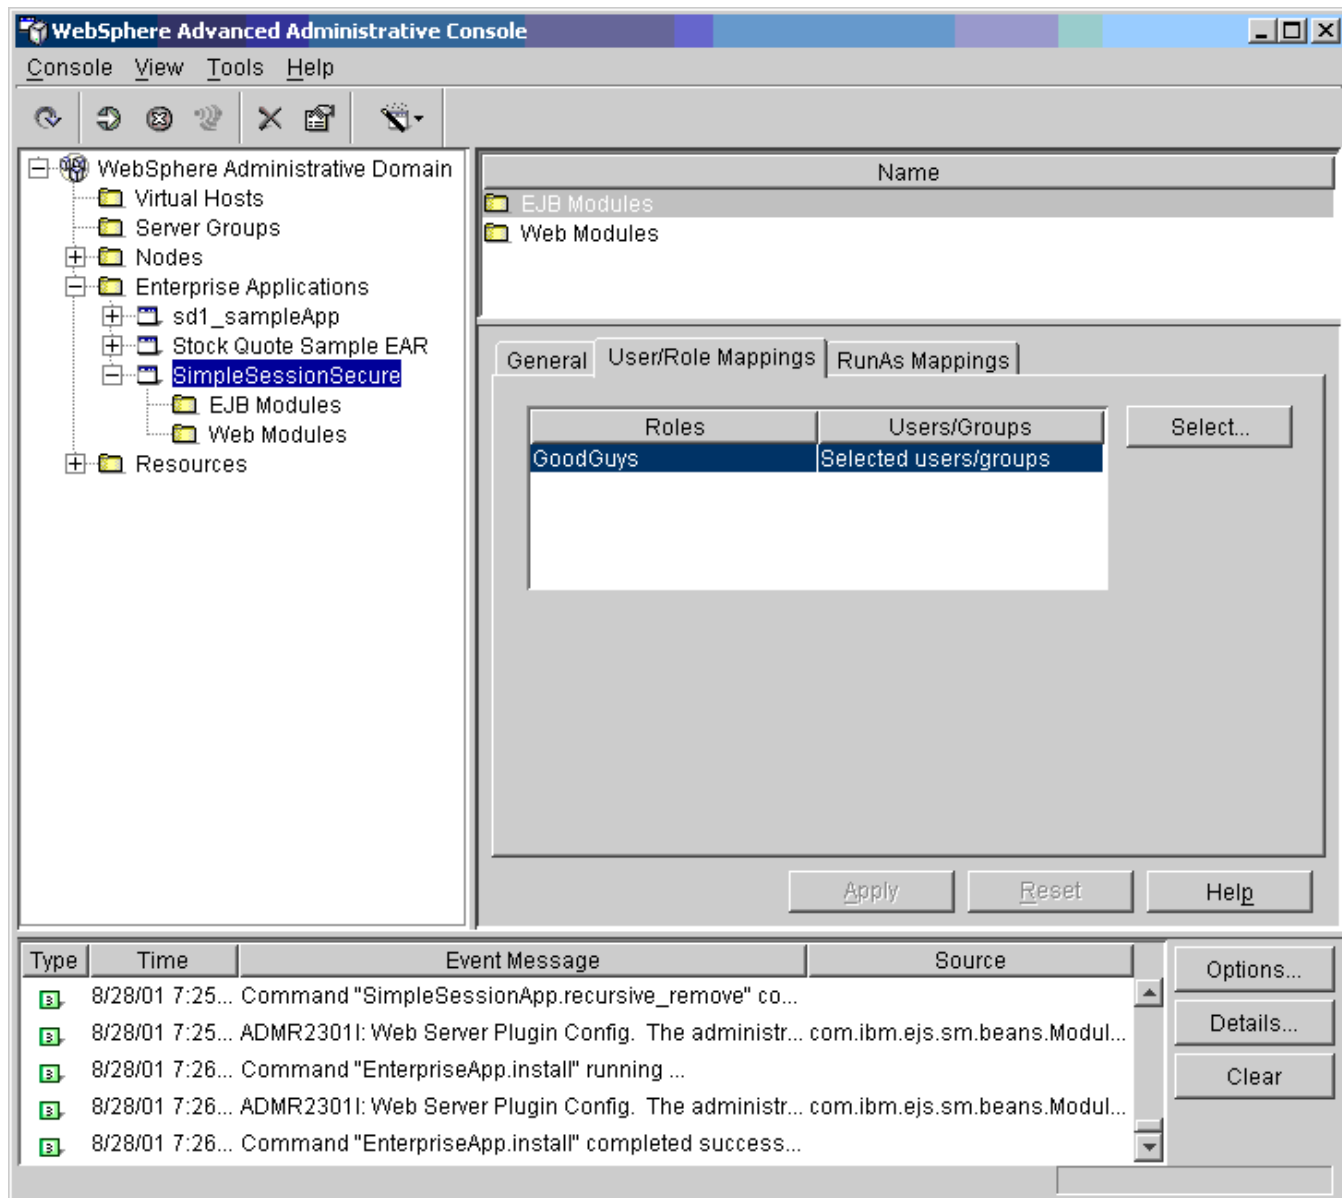 WebSphere Advanced Administrative Console
Console View Tools Help
WebSphere Administrative Domain
Virtual Hosts
Server Groups
Nodes
Enterprise Applications
sd1_sampleApp
Stock Quote Sample EAR
SimpleSessionSecure
EJB Modules
Web Modules
Resources
Name
EJB Modules
Web Modules
General User/Role Mappings RunAs Mappings
Roles Users/Groups
GoodGuys Selected users/groups
Select...
Apply Reset Help
Type Time Event Message Source
8/28/01 7:25... Command "SimpleSessionApp.recursive_remove" co...
8/28/01 7:25... ADMR2301I: Web Server Plugin Config. The administr... com.ibm.ejs.sm.beans.Modul...
8/28/01 7:26... Command "EnterpriseApp.install" running ...
8/28/01 7:26... ADMR2301I: Web Server Plugin Config. The administr... com.ibm.ejs.sm.beans.Modul...
8/28/01 7:26... Command "EnterpriseApp.install" completed success...
Options...
Details...
Clear